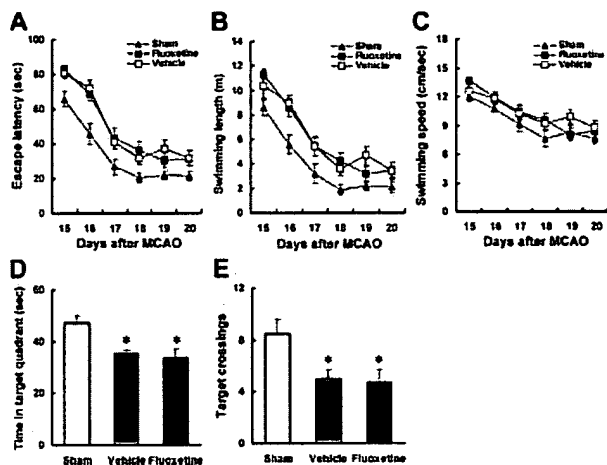 A
B
C
Sham
Fluoxetine
Vehicle
Sham
Fluoxetine
Vehicle
Sham
Fluoxetine
Vehicle
Escape latency (sec)
100
80
60
40
20
0
15 16 17 18 19 20
Days after MCAO
Swimming length (m)
14
12
10
8
6
4
2
0
15 16 17 18 19 20
Days after MCAO
Swimming speed (cm/sec)
18
15
12
9
6
3
0
15 16 17 18 19 20
Days after MCAO
D
E
Time in target quadrant (sec)
60
40
20
0
* *
Sham Vehicle Fluoxetine
Target crossings
12
8
4
0
* *
Sham Vehicle Fluoxetine